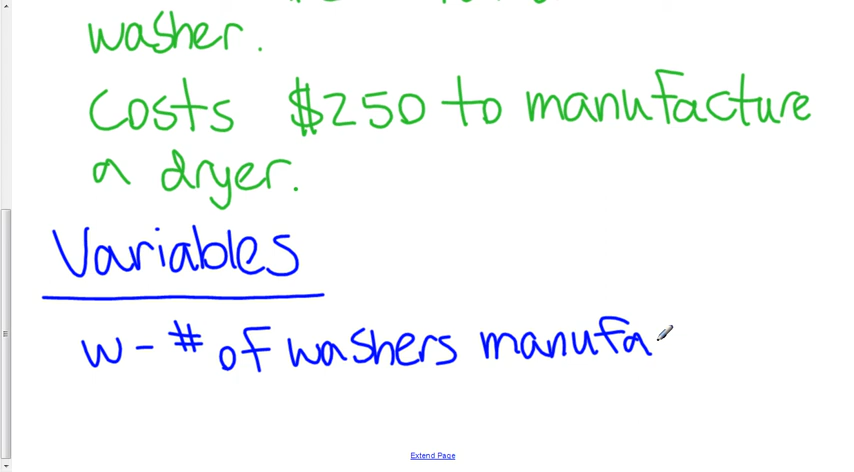 washer.
Costs $250 to manufacture
a dryer.
Variables
w - # of washers manufa
Extend Page